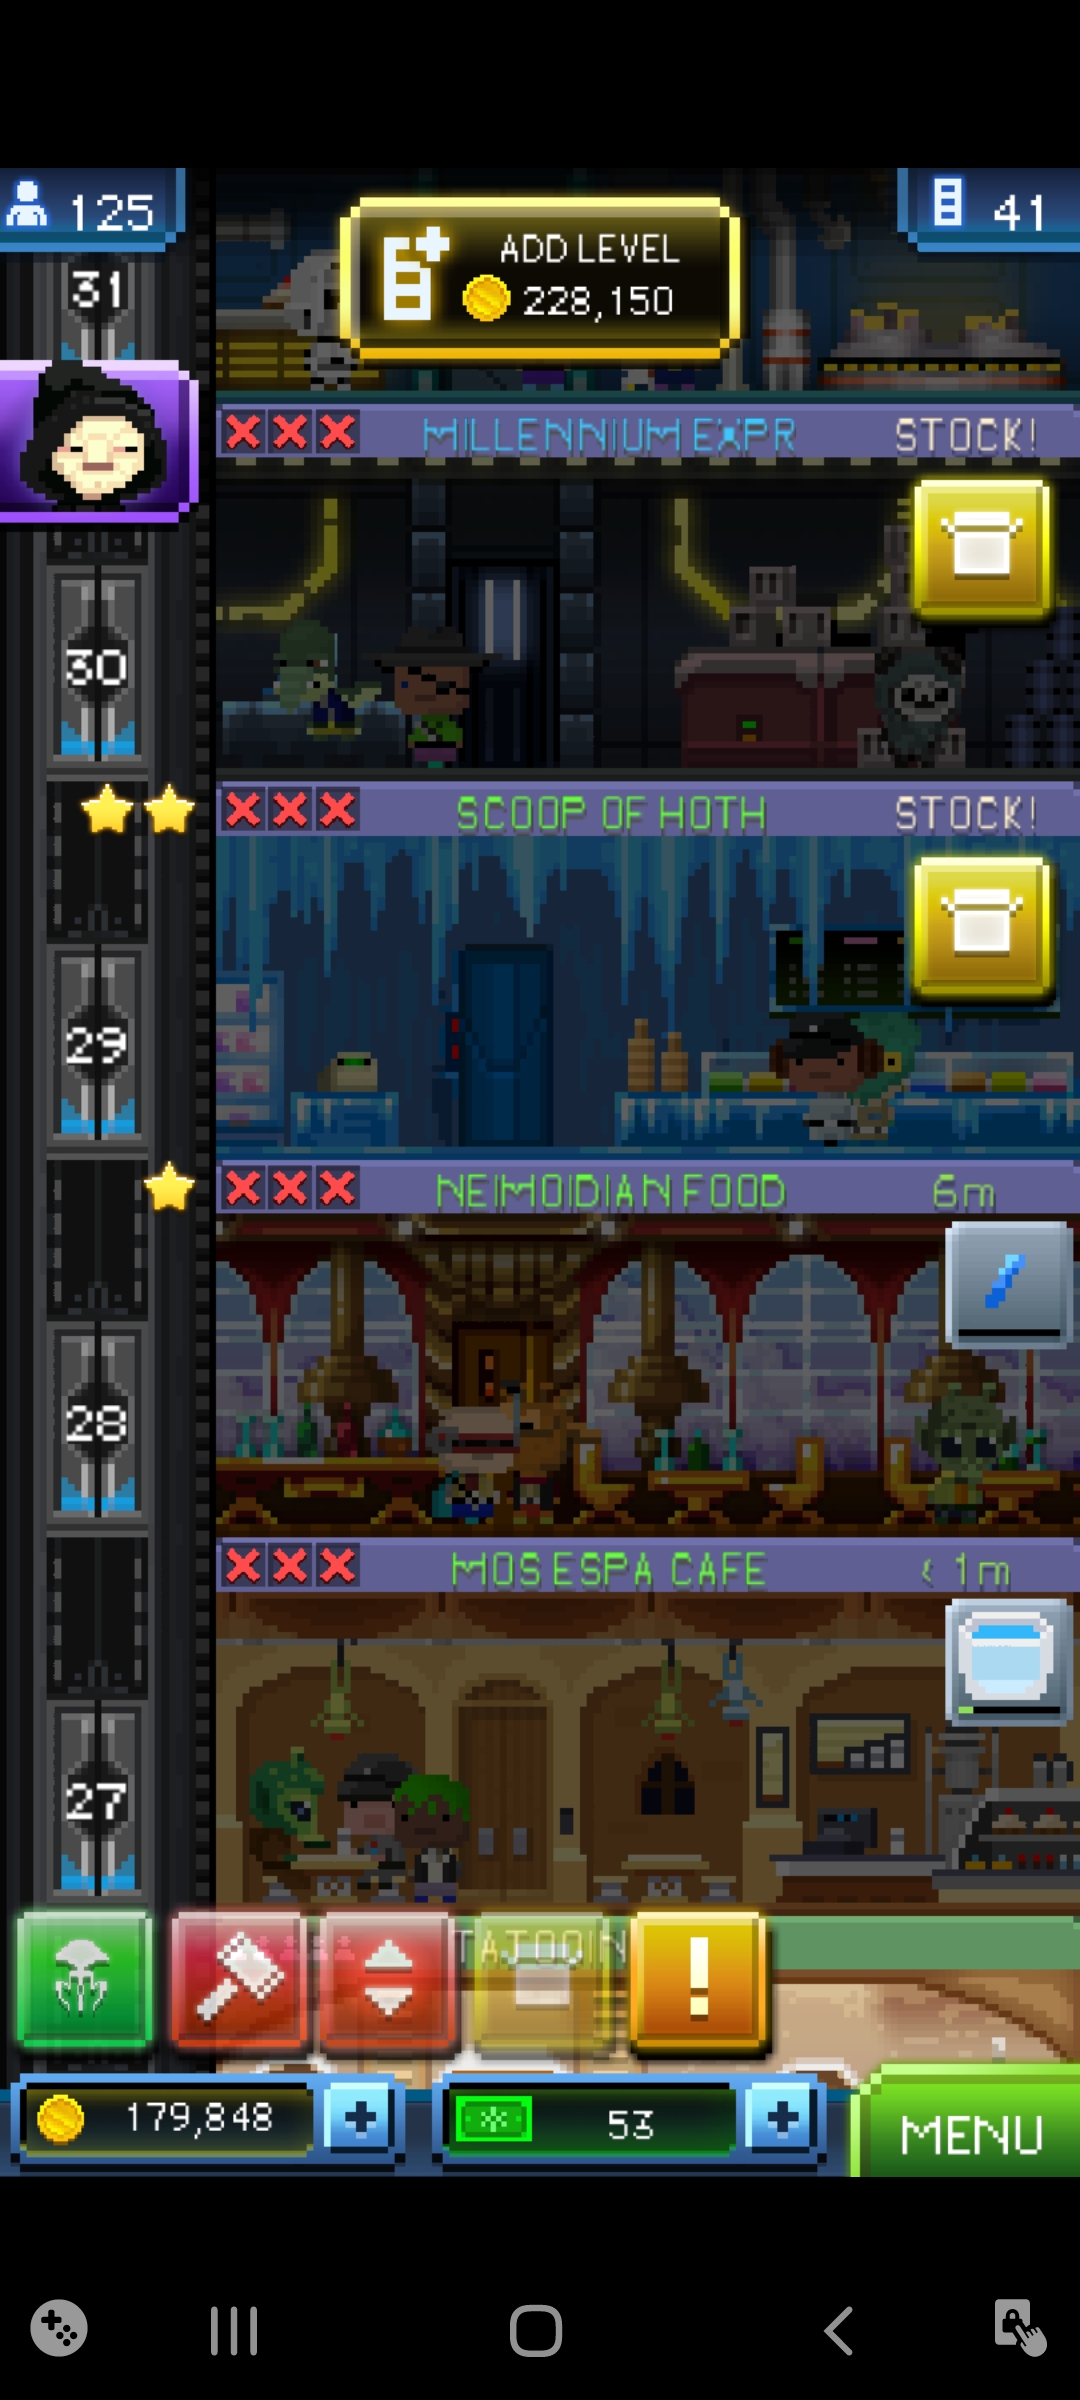 125
ADD LEVEL
228,150
41
31
MILLENNIUM EXPR
STOCK!
30
SCOOP OF HOTH
STOCK!
29
NEIMOIDIAN FOOD
6m
28
MOS ESPA CAFE
< 1m
27
TATOOIN
!
179,848
53
MENU